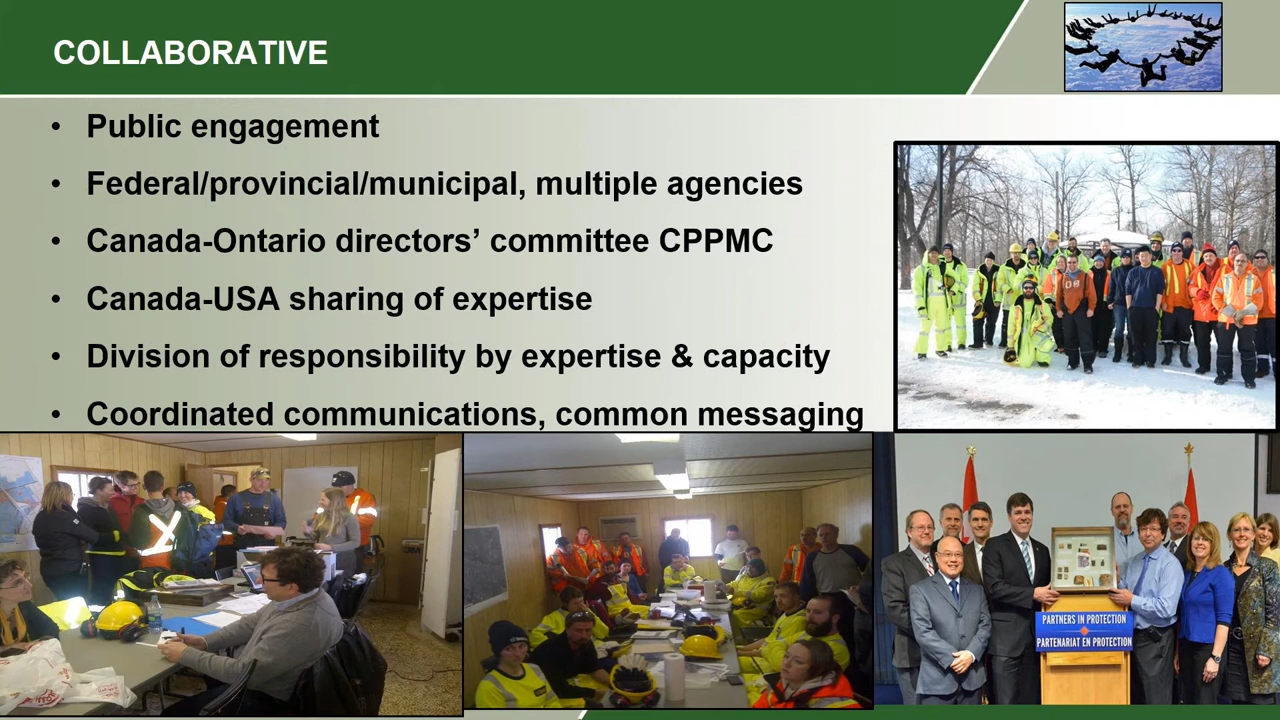 COLLABORATIVE
• Public engagement
• Federal/provincial/municipal, multiple agencies
• Canada-Ontario directors’ committee CPPMC
• Canada-USA sharing of expertise
• Division of responsibility by expertise & capacity
• Coordinated communications, common messaging
PARTNERS IN PROTECTION
PARTENARIAT EN PROTECTION